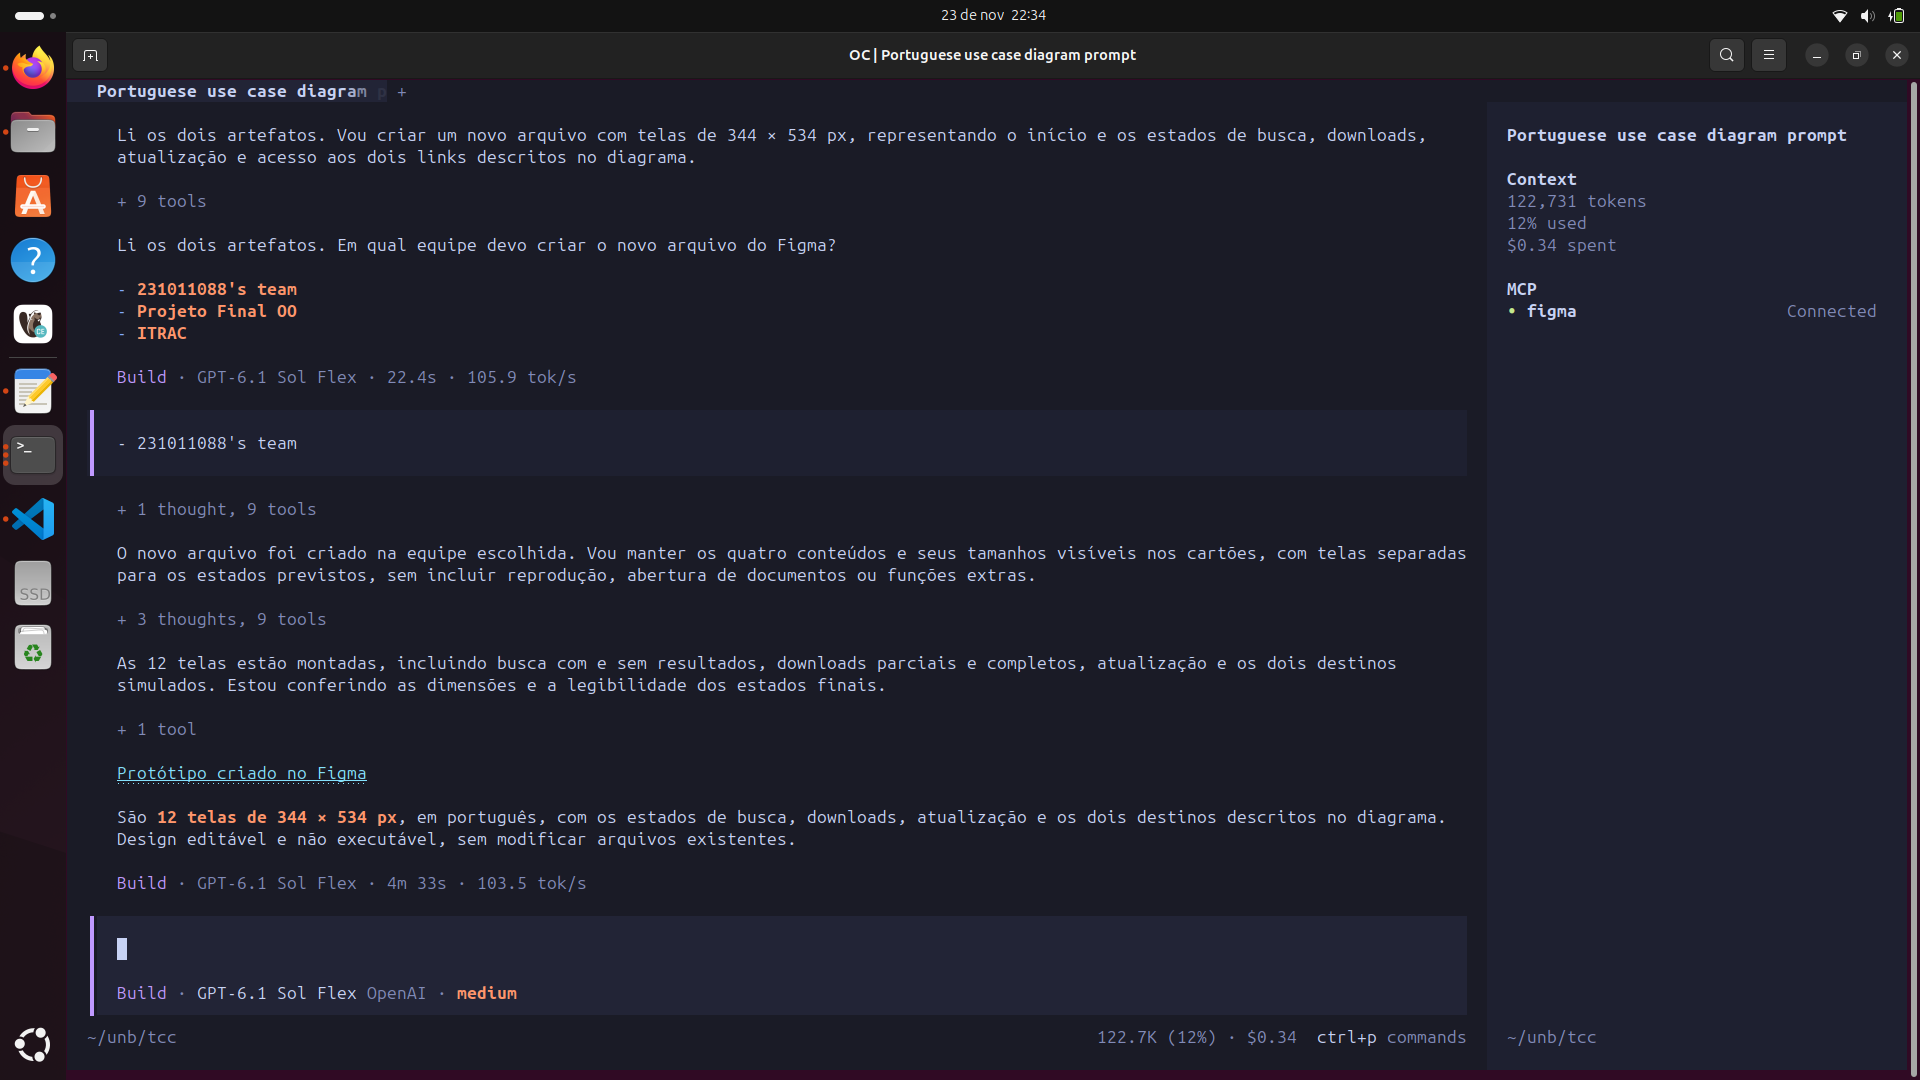 23 de nov 22:34
OC | Portuguese use case diagram prompt
Portuguese use case diagram p +
Li os dois artefatos. Vou criar um novo arquivo com telas de 344 × 534 px, representando o início e os estados de busca, downloads,
atualização e acesso aos dois links descritos no diagrama.
+ 9 tools
Li os dois artefatos. Em qual equipe devo criar o novo arquivo do Figma?
- 231011088's team
- Projeto Final OO
- ITRAC
Build · GPT-6.1 Sol Flex · 22.4s · 105.9 tok/s
- 231011088's team
+ 1 thought, 9 tools
O novo arquivo foi criado na equipe escolhida. Vou manter os quatro conteúdos e seus tamanhos visíveis nos cartões, com telas separadas
para os estados previstos, sem incluir reprodução, abertura de documentos ou funções extras.
+ 3 thoughts, 9 tools
As 12 telas estão montadas, incluindo busca com e sem resultados, downloads parciais e completos, atualização e os dois destinos
simulados. Estou conferindo as dimensões e a legibilidade dos estados finais.
+ 1 tool
Protótipo criado no Figma
São 12 telas de 344 × 534 px, em português, com os estados de busca, downloads, atualização e os dois destinos descritos no diagrama.
Design editável e não executável, sem modificar arquivos existentes.
Build · GPT-6.1 Sol Flex · 4m 33s · 103.5 tok/s
Build · GPT-6.1 Sol Flex OpenAI · medium
~/unb/tcc
122.7K (12%) · $0.34 ctrl+p commands
Portuguese use case diagram prompt
Context
122,731 tokens
12% used
$0.34 spent
MCP
• figma Connected
~/unb/tcc
SSD